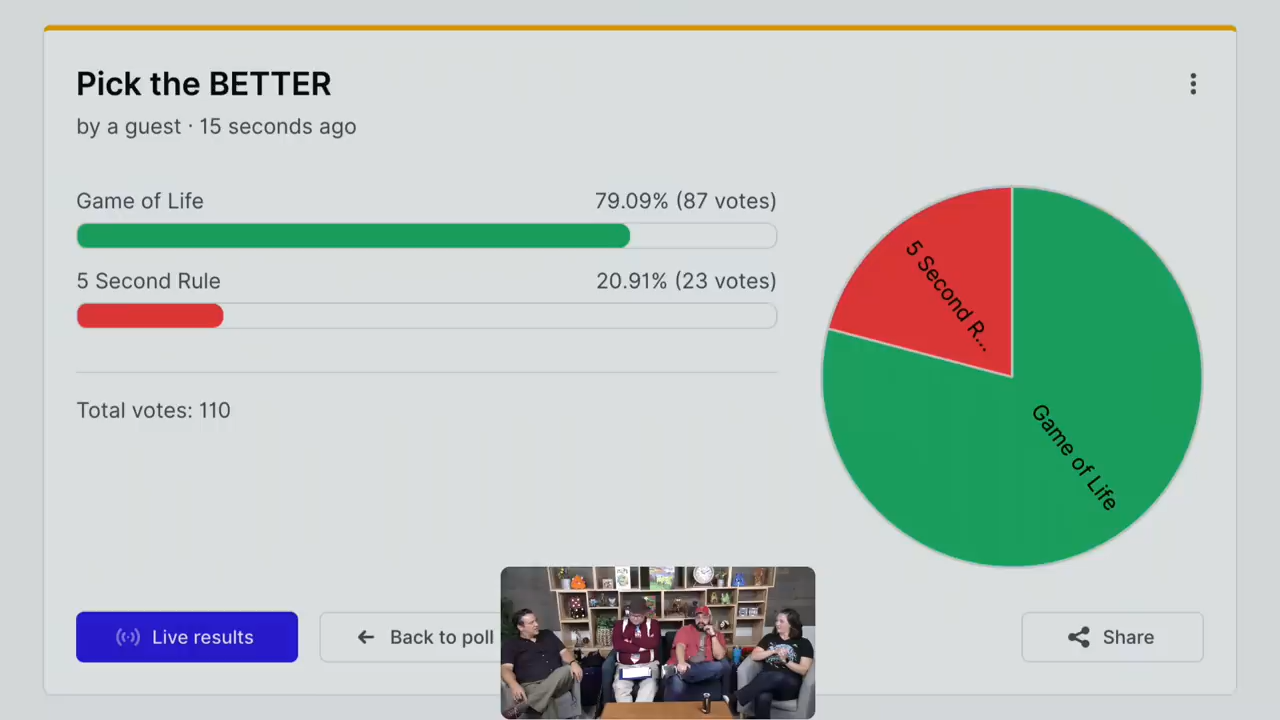 Pick the BETTER
by a guest · 15 seconds ago
Game of Life 79.09% (87 votes)
5 Second Rule 20.91% (23 votes)
Total votes: 110
5 Second R...
Game of Life
Live results
Back to poll
Share